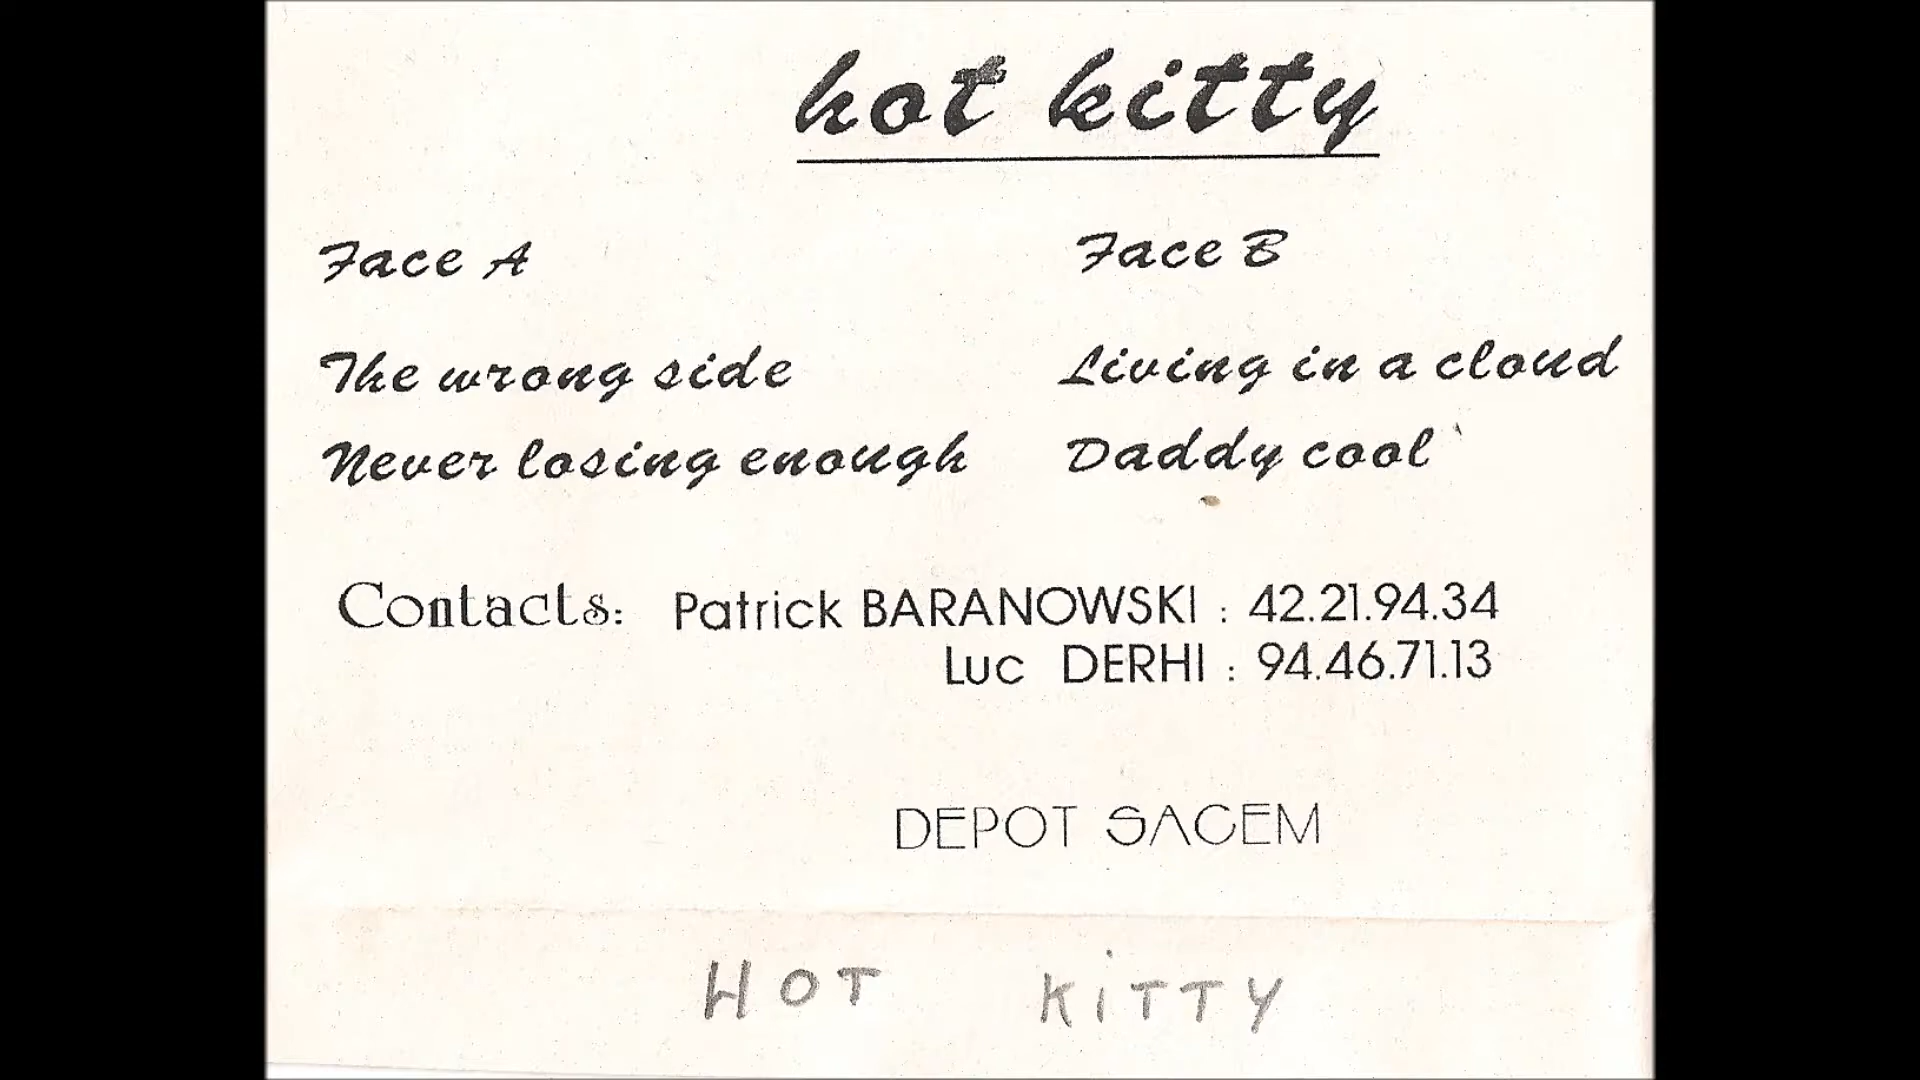 hot kitty
Face A
Face B
The wrong side
Living in a cloud
Never losing enough
Daddy cool
Contacts: Patrick BARANOWSKI : 42.21.94.34
Luc DERHI : 94.46.71.13
DEPOT SACEM
HOT KiTTY